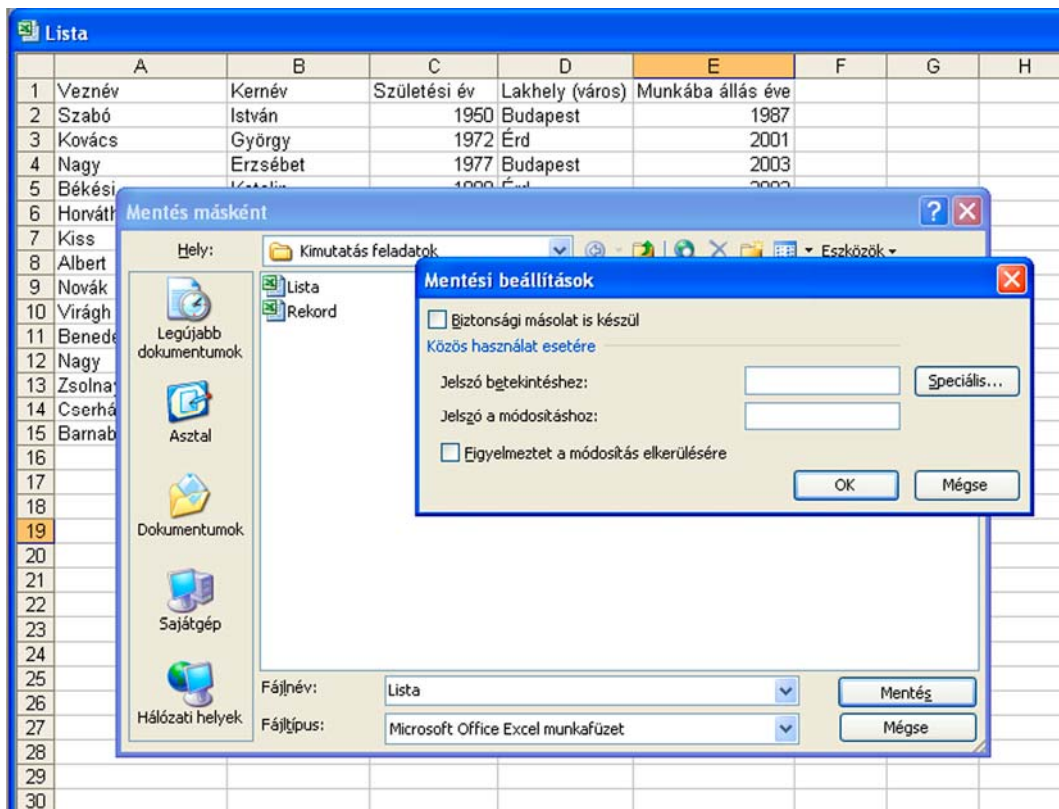 Lista
A B C D E F G H
1 Veznév Kernév Születési év Lakhely (város) Munkába állás éve
2 Szabó István 1950 Budapest 1987
3 Kovács György 1972 Érd 2001
4 Nagy Erzsébet 1977 Budapest 2003
5 Békési
6 Horváth
7 Kiss
8 Albert
9 Novák
10 Virágh
11 Benede
12 Nagy
13 Zsolnay
14 Cserhá
15 Barnab
16
17
18
19
20
21
22
23
24
25
26
27
28
29
30
Mentés másként
Hely: Kimutatás feladatok Eszközök
Legújabb dokumentumok
Asztal
Dokumentumok
Sajátgép
Hálózati helyek
Lista
Rekord
Fájlnév: Lista Mentés
Fájltípus: Microsoft Office Excel munkafüzet Mégse
Mentési beállítások
Biztonsági másolat is készül
Közös használat esetére
Jelszó betekintéshez: Speciális...
Jelszó a módosításhoz:
Figyelmeztet a módosítás elkerülésére
OK Mégse